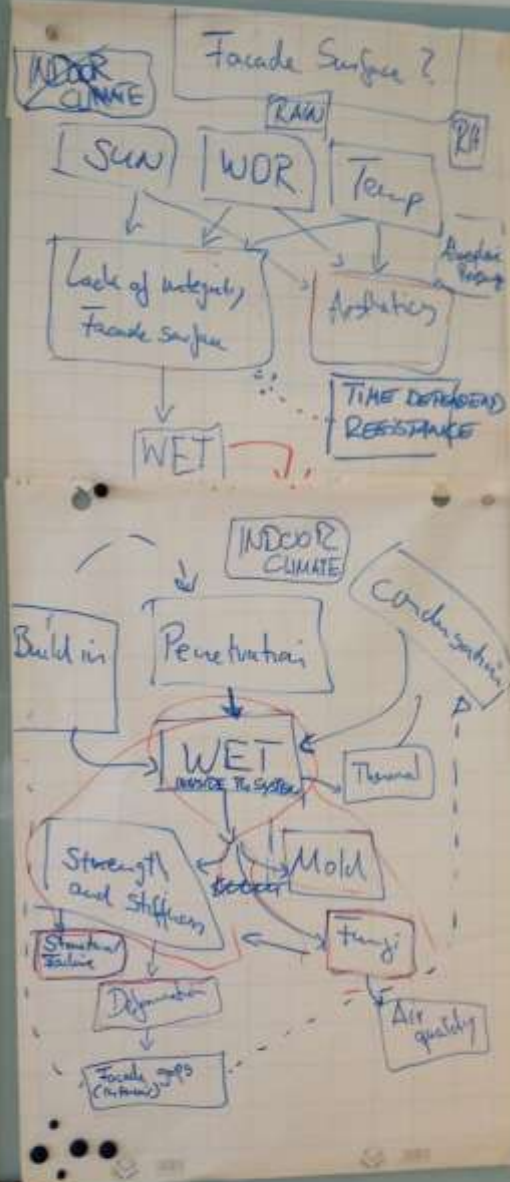 Facade Surface ?
INDOOR
CLIMATE
RAIN
RH
SUN
WDR
Temp
Lack of integrity
Facade surface
Aesthetics
TIME DEPENDEND
RESISTANCE
WET
INDOOR
CLIMATE
Condensation
Build in
Penetration
WET
INSIDE the SYSTEM
Thermal
Strength
and stiffness
Mold
Structural
Failure
Fungi
Deformation
Air
quality
Facade gaps